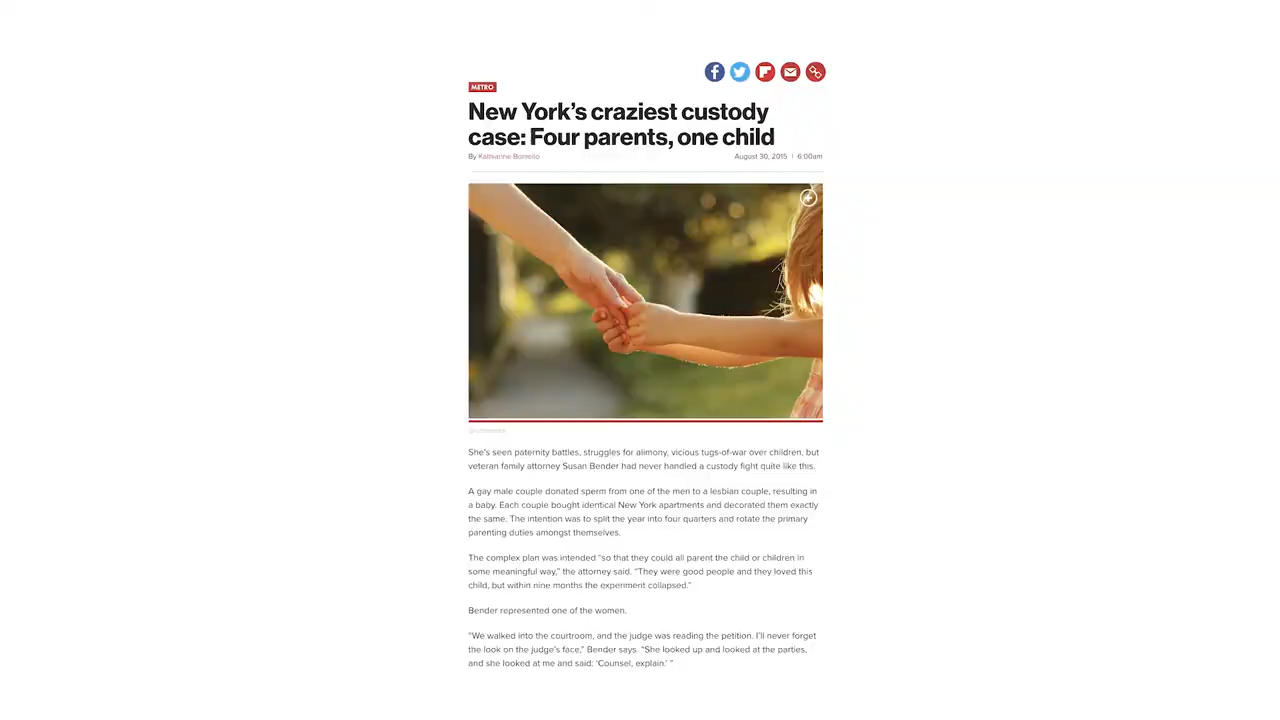 METRO
New York's craziest custody
case: Four parents, one child
By Kathianne Boniello
August 30, 2015 | 6:00am
She's seen paternity battles, struggles for alimony, vicious tugs-of-war over children, but
veteran family attorney Susan Bender had never handled a custody fight quite like this.
A gay male couple donated sperm from one of the men to a lesbian couple, resulting in
a baby. Each couple bought identical New York apartments and decorated them exactly
the same. The intention was to split the year into four quarters and rotate the primary
parenting duties amongst themselves.
The complex plan was intended “so that they could all parent the child or children in
some meaningful way,” the attorney said. “They were good people and they loved this
child, but within nine months the experiment collapsed.”
Bender represented one of the women.
“We walked into the courtroom, and the judge was reading the petition. I'll never forget
the look on the judge's face,” Bender says. “She looked up and looked at the parties,
and she looked at me and said: ‘Counsel, explain.’ ”